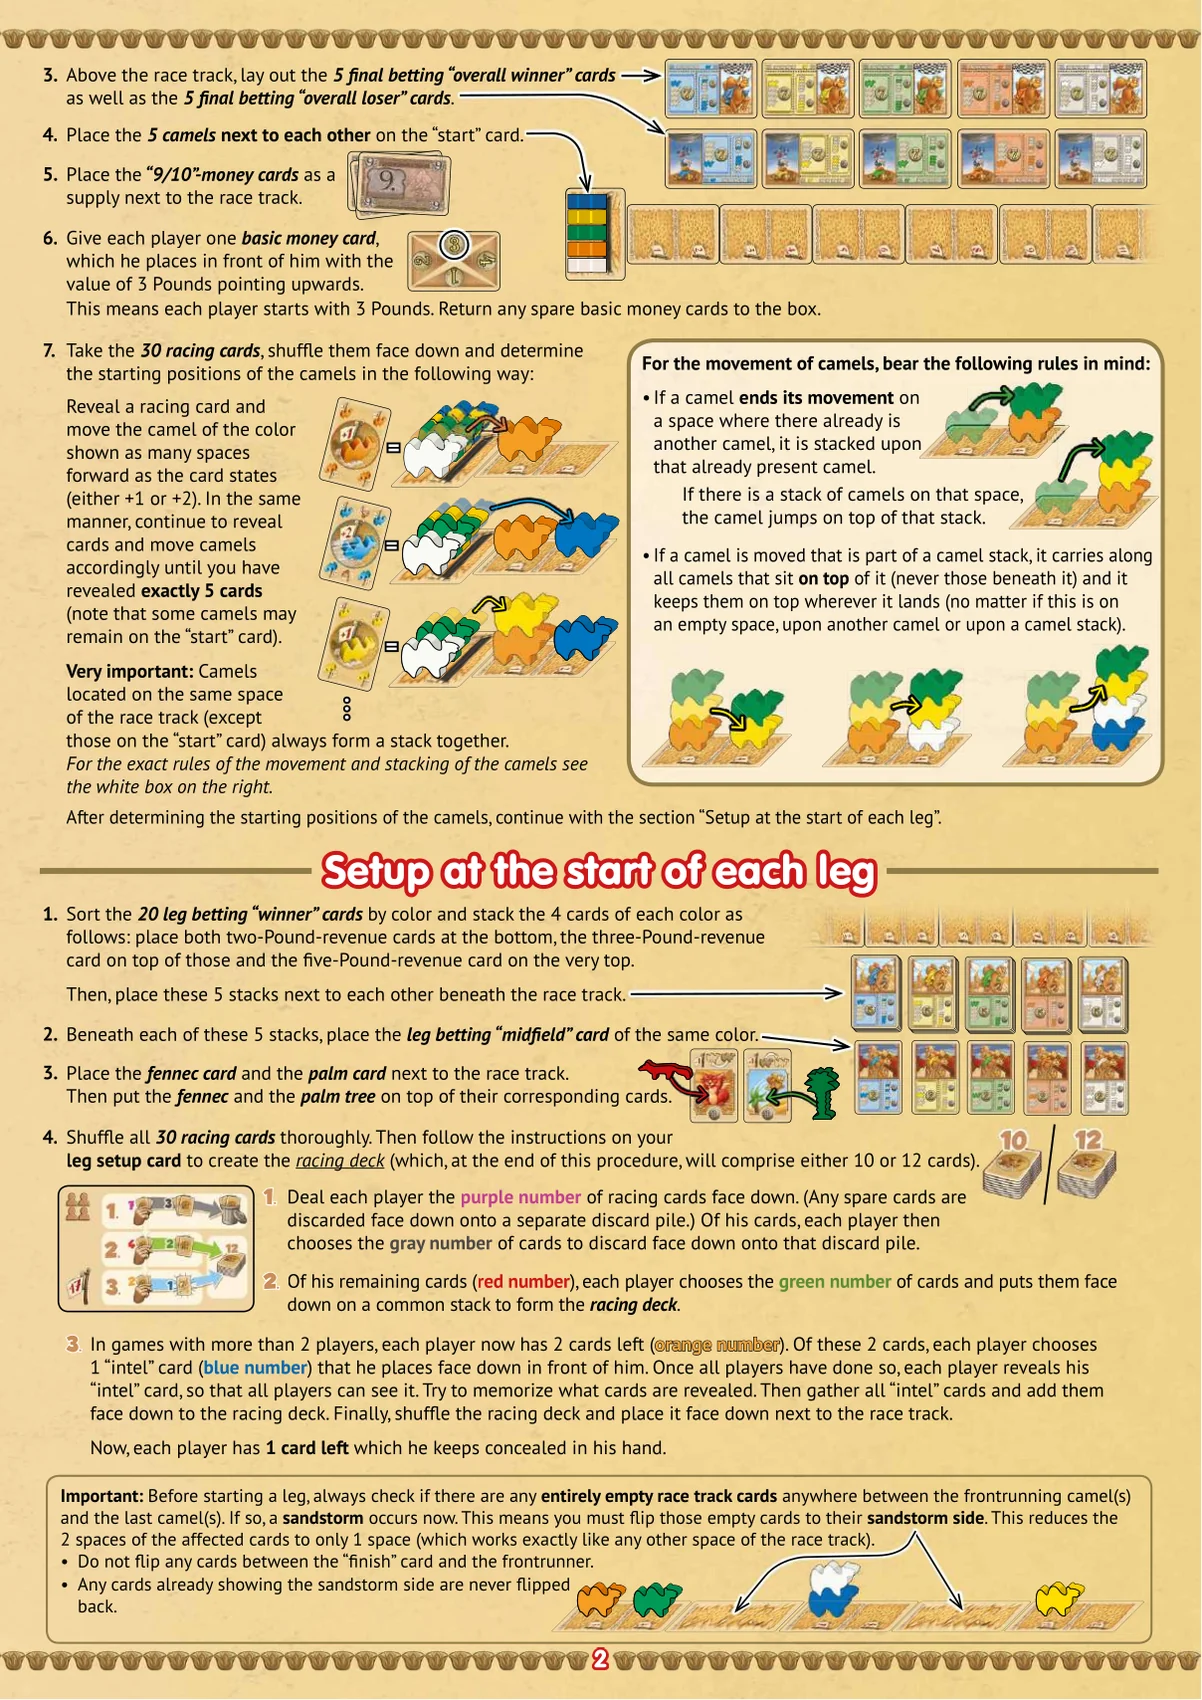 3. Above the race track, lay out the 5 final betting “overall winner” cards
as well as the 5 final betting “overall loser” cards.
4. Place the 5 camels next to each other on the “start” card.
5. Place the “9/10”-money cards as a
supply next to the race track.
9.
6. Give each player one basic money card,
which he places in front of him with the
value of 3 Pounds pointing upwards.
3
2
4
1
This means each player starts with 3 Pounds. Return any spare basic money cards to the box.
7. Take the 30 racing cards, shuffle them face down and determine
the starting positions of the camels in the following way:
Reveal a racing card and
move the camel of the color
shown as many spaces
forward as the card states
(either +1 or +2). In the same
manner, continue to reveal
cards and move camels
accordingly until you have
revealed exactly 5 cards
(note that some camels may
remain on the “start” card).
+1
=
+2
=
+1
=
Very important: Camels
located on the same space
of the race track (except
those on the “start” card) always form a stack together.
For the exact rules of the movement and stacking of the camels see
the white box on the right.
For the movement of camels, bear the following rules in mind:
• If a camel ends its movement on
a space where there already is
another camel, it is stacked upon
that already present camel.
If there is a stack of camels on that space,
the camel jumps on top of that stack.
• If a camel is moved that is part of a camel stack, it carries along
all camels that sit on top of it (never those beneath it) and it
keeps them on top wherever it lands (no matter if this is on
an empty space, upon another camel or upon a camel stack).
After determining the starting positions of the camels, continue with the section “Setup at the start of each leg”.
Setup at the start of each leg
1. Sort the 20 leg betting “winner” cards by color and stack the 4 cards of each color as
follows: place both two-Pound-revenue cards at the bottom, the three-Pound-revenue
card on top of those and the five-Pound-revenue card on the very top.
Then, place these 5 stacks next to each other beneath the race track.
2. Beneath each of these 5 stacks, place the leg betting “midfield” card of the same color.
3. Place the fennec card and the palm card next to the race track.
Then put the fennec and the palm tree on top of their corresponding cards.
4. Shuffle all 30 racing cards thoroughly. Then follow the instructions on your
leg setup card to create the racing deck (which, at the end of this procedure, will comprise either 10 or 12 cards).
10 / 12
1. 7 3
2. 4 2 12
3. 2 1
1. Deal each player the purple number of racing cards face down. (Any spare cards are
discarded face down onto a separate discard pile.) Of his cards, each player then
chooses the gray number of cards to discard face down onto that discard pile.
2. Of his remaining cards (red number), each player chooses the green number of cards and puts them face
down on a common stack to form the racing deck.
3. In games with more than 2 players, each player now has 2 cards left (orange number). Of these 2 cards, each player chooses
1 “intel” card (blue number) that he places face down in front of him. Once all players have done so, each player reveals his
“intel” card, so that all players can see it. Try to memorize what cards are revealed. Then gather all “intel” cards and add them
face down to the racing deck. Finally, shuffle the racing deck and place it face down next to the race track.
Now, each player has 1 card left which he keeps concealed in his hand.
Important: Before starting a leg, always check if there are any entirely empty race track cards anywhere between the frontrunning camel(s)
and the last camel(s). If so, a sandstorm occurs now. This means you must flip those empty cards to their sandstorm side. This reduces the
2 spaces of the affected cards to only 1 space (which works exactly like any other space of the race track).
• Do not flip any cards between the “finish” card and the frontrunner.
• Any cards already showing the sandstorm side are never flipped
back.
2